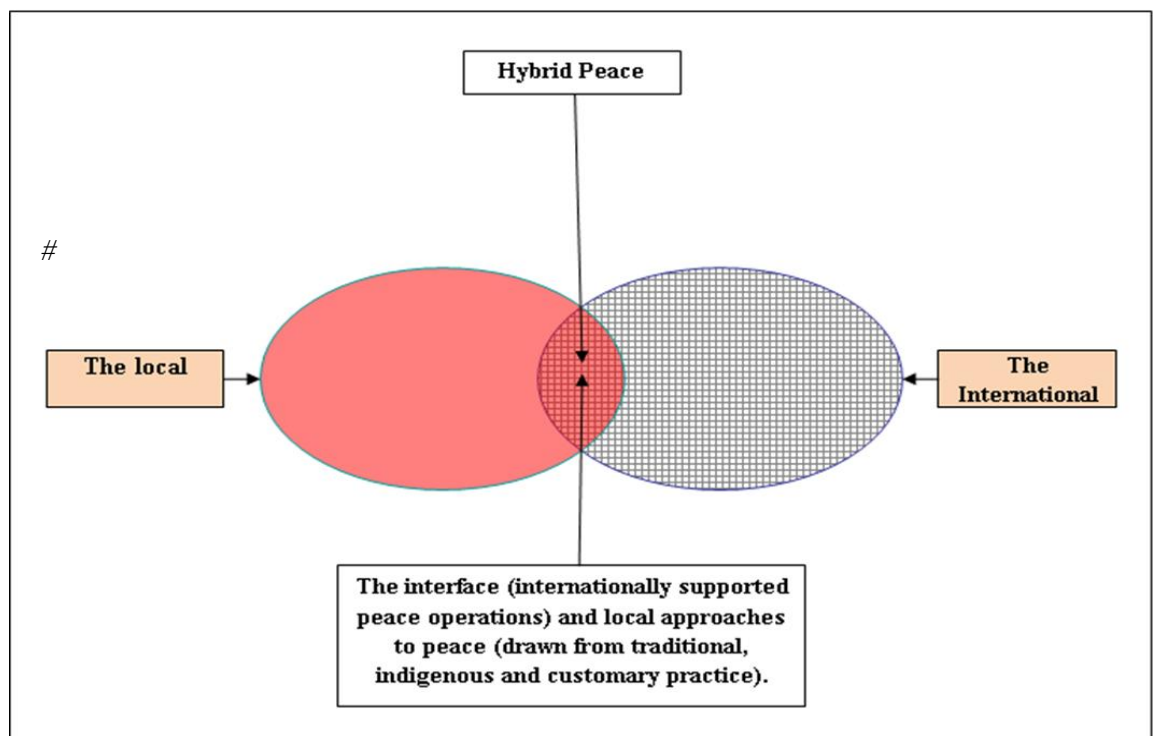 Hybrid Peace
#
The local
The
International
The interface (internationally supported
peace operations) and local approaches
to peace (drawn from traditional,
indigenous and customary practice).